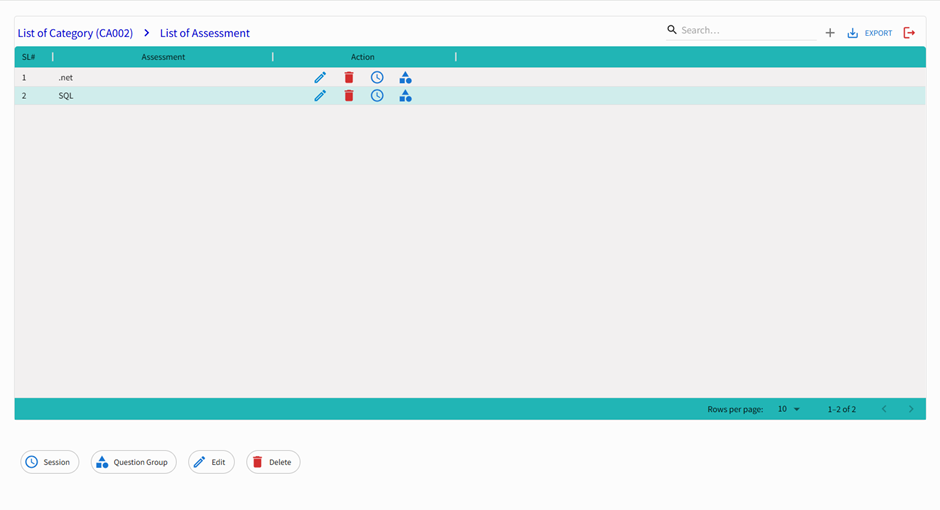 List of Category (CA002) > List of Assessment Search... + EXPORT
SL# Assessment Action
1 .net
2 SQL
Rows per page: 10 1–2 of 2 < >
Session Question Group Edit Delete